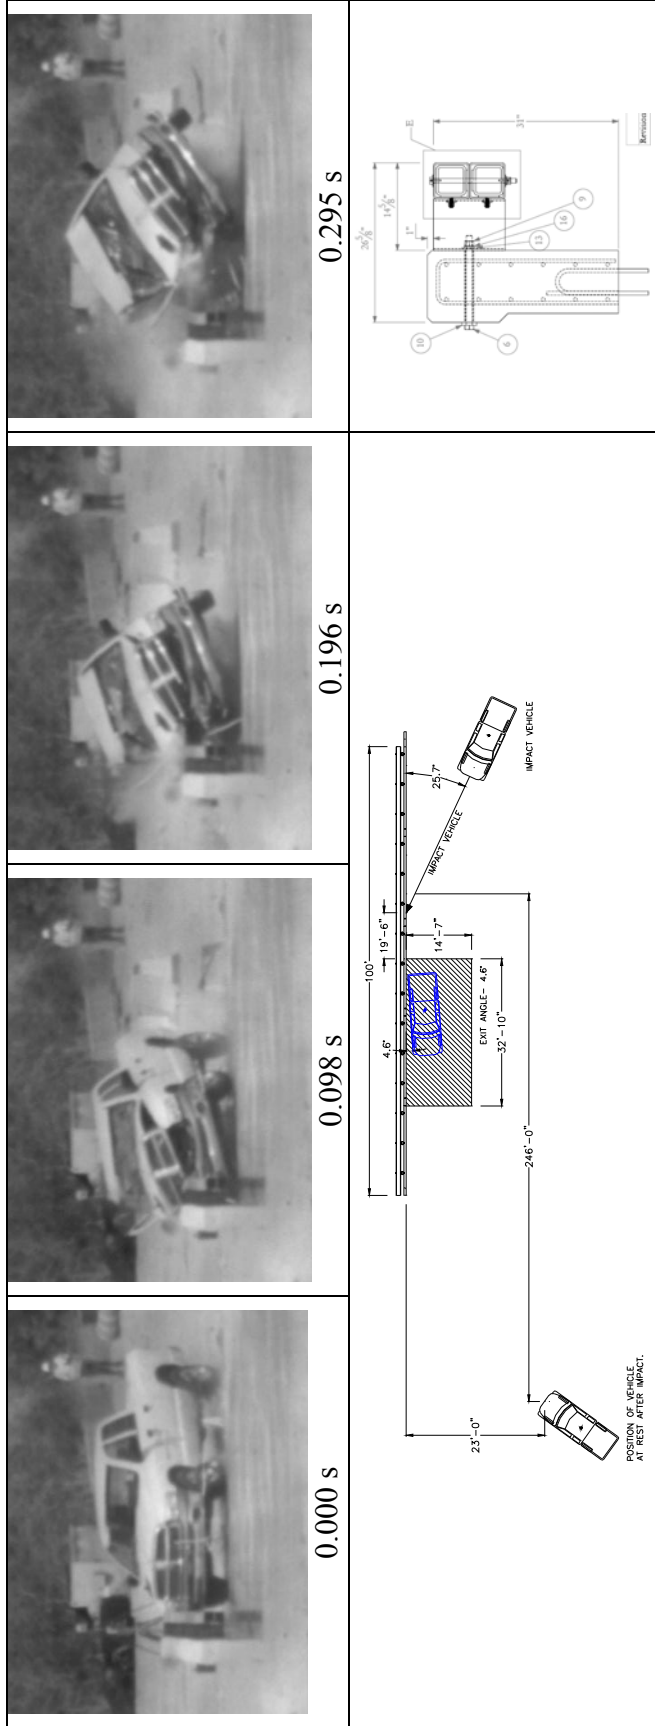 0.000 s
0.098 s
0.196 s
0.295 s
100'
19'-6"
25.7°
4.6°
IMPACT VEHICLE
14'-7"
EXIT ANGLE- 4.6°
32'-10"
246'-0"
23'-0"
IMPACT VEHICLE
POSITION OF VEHICLE
AT REST AFTER IMPACT.
26 5/8"
14 5/8"
1"
E
31"
10
6
13
16
9
Revision